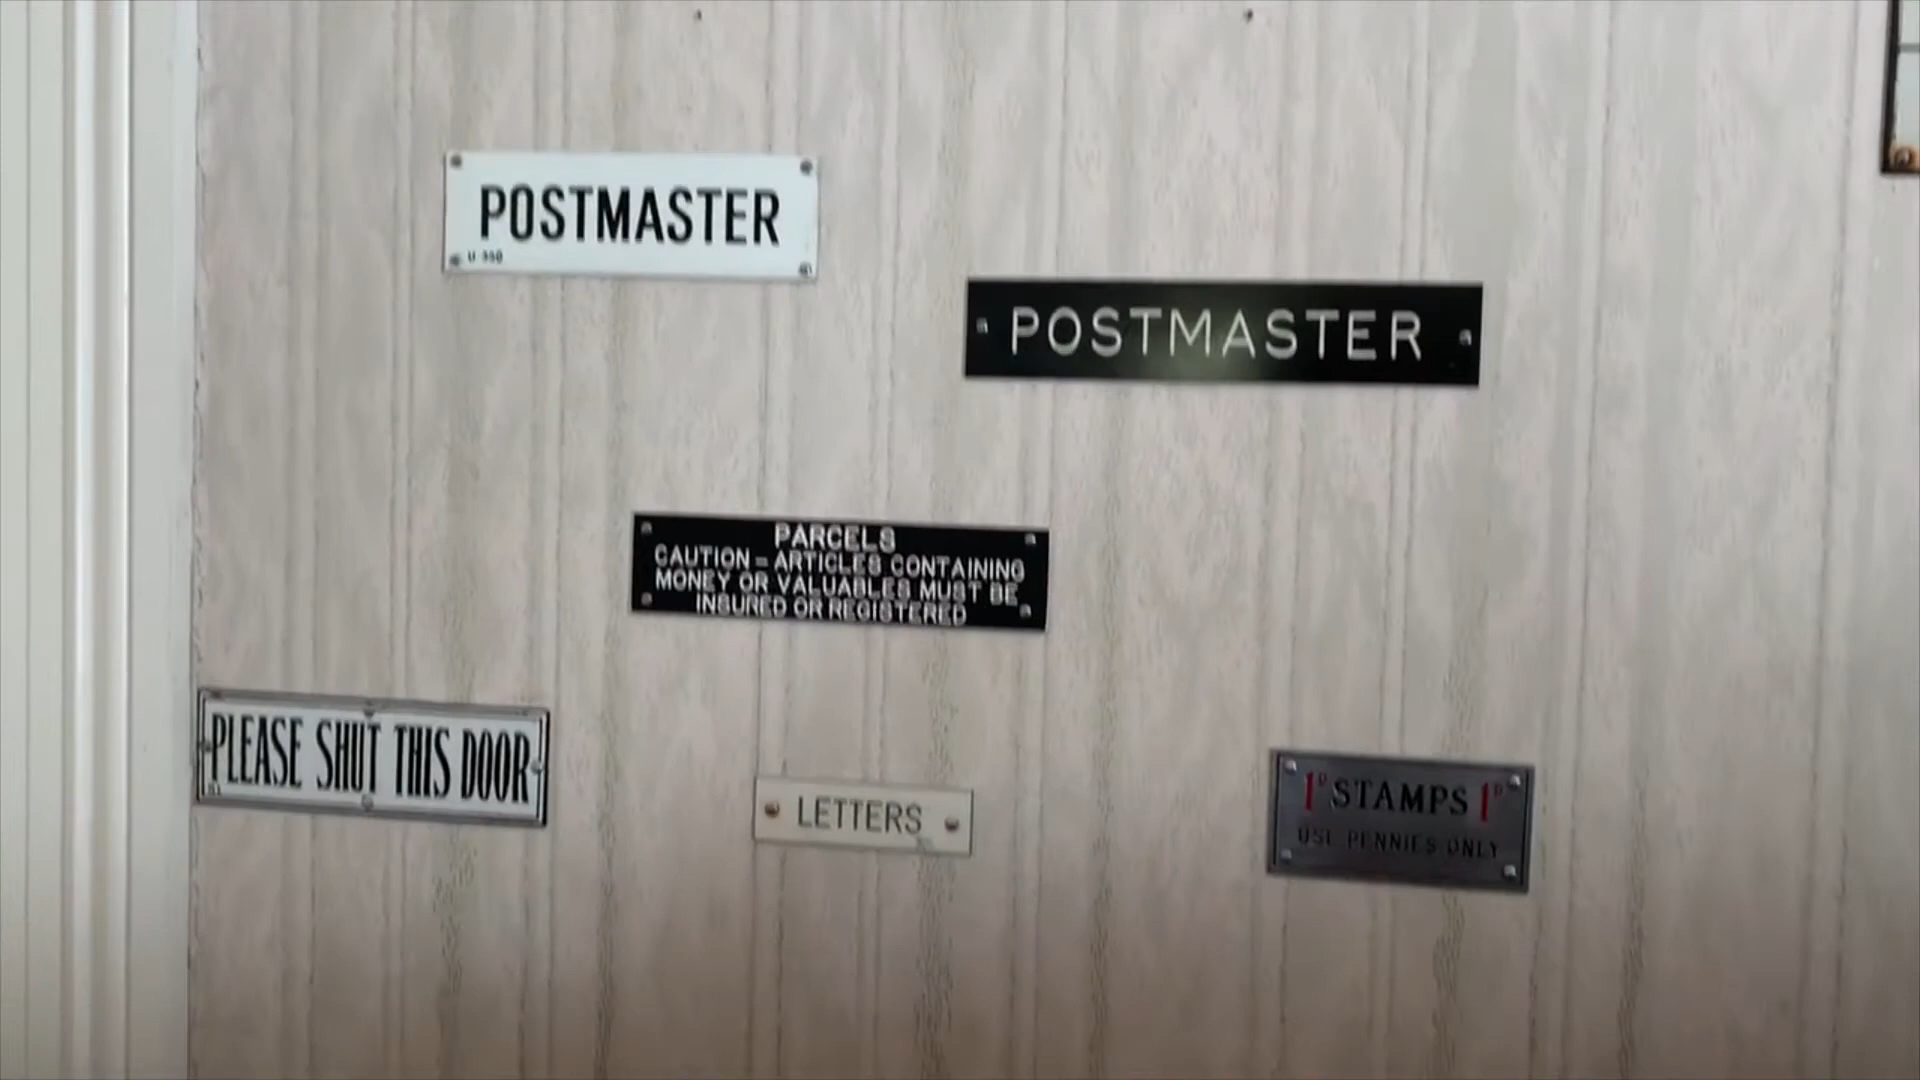 POSTMASTER
POSTMASTER
PARCELS
CAUTION = ARTICLES CONTAINING
MONEY OR VALUABLES MUST BE
INSURED OR REGISTERED
PLEASE SHUT THIS DOOR
LETTERS
1D STAMPS 1D
USE PENNIES ONLY